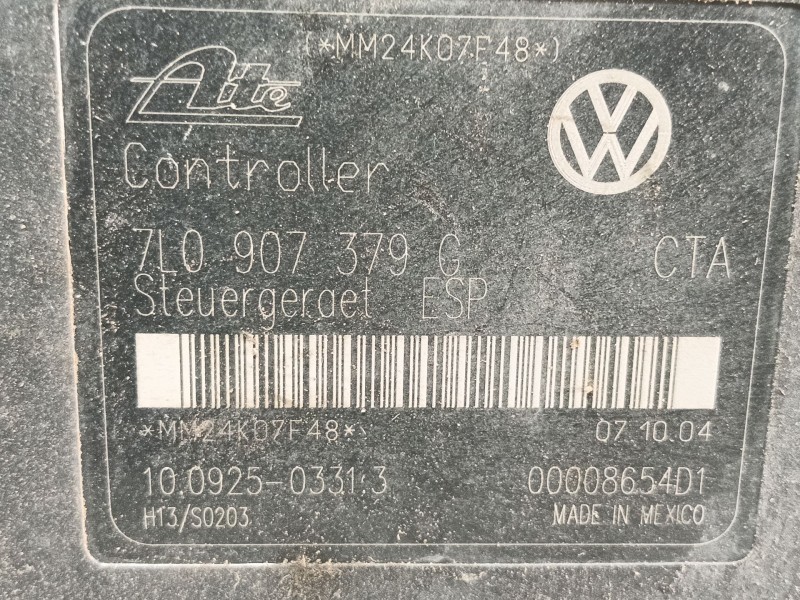 (*MM24K07F48*)
Ate
VW
Controller
7L0 907 379 G CTA
Steuergeraet ESP
*MM24K07F48* 07.10.04
10.0925-0331.3 00008654D1
H13/S0203 MADE IN MEXICO